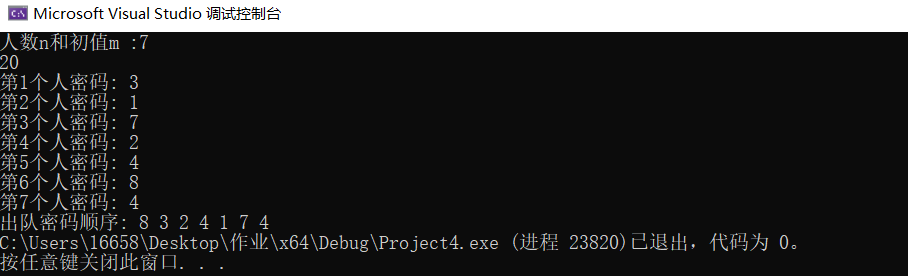 Microsoft Visual Studio 调试控制台
人数n和初值m :7
20
第1个人密码: 3
第2个人密码: 1
第3个人密码: 7
第4个人密码: 2
第5个人密码: 4
第6个人密码: 8
第7个人密码: 4
出队密码顺序: 8 3 2 4 1 7 4
C:\Users\16658\Desktop\作业\x64\Debug\Project4.exe (进程 23820)已退出，代码为 0。
按任意键关闭此窗口. . .